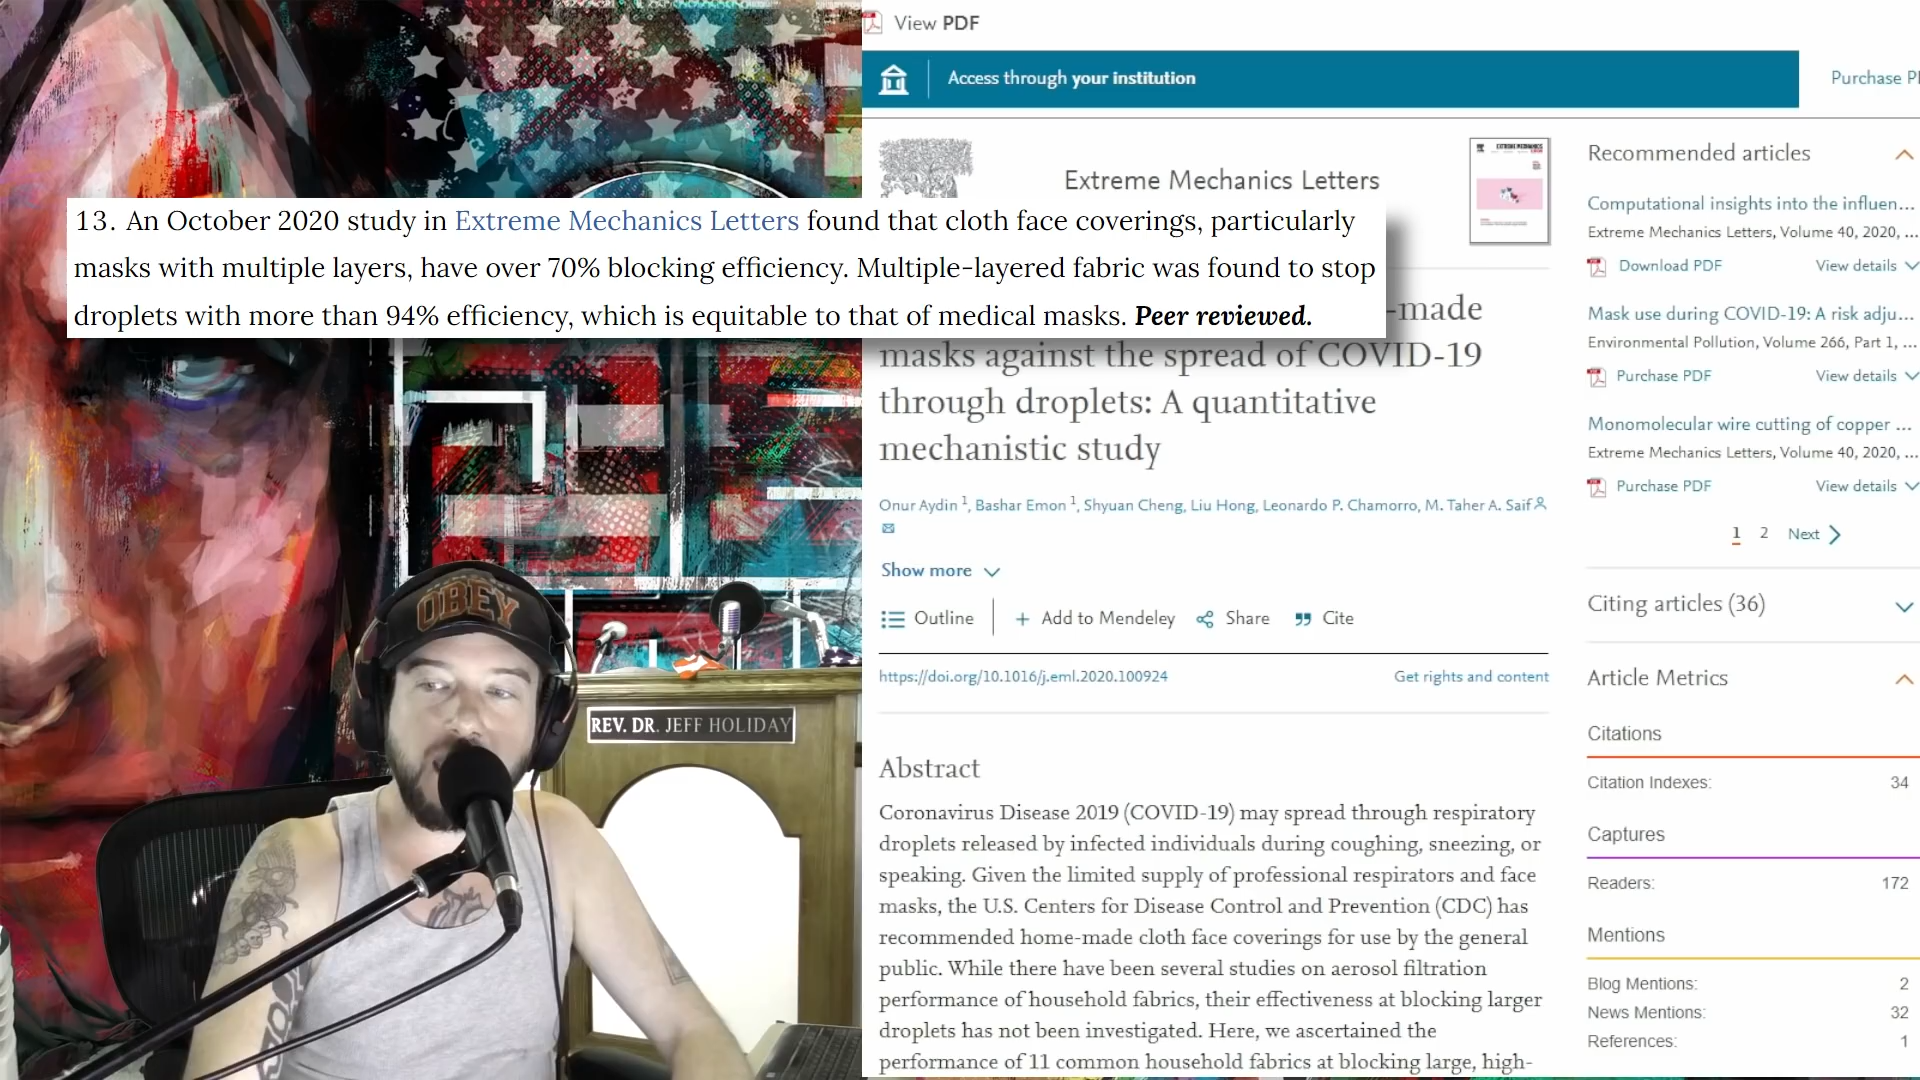 View PDF
Access through your institution
Purchase
Extreme Mechanics Letters
13. An October 2020 study in Extreme Mechanics Letters found that cloth face coverings, particularly
masks with multiple layers, have over 70% blocking efficiency. Multiple-layered fabric was found to stop
droplets with more than 94% efficiency, which is equitable to that of medical masks. Peer reviewed.
-made
masks against the spread of COVID-19
through droplets: A quantitative
mechanistic study
Onur Aydin 1, Bashar Emon 1, Shyuan Cheng, Liu Hong, Leonardo P. Chamorro, M. Taher A. Saif
Show more
Outline
Add to Mendeley
Share
Cite
https://doi.org/10.1016/j.eml.2020.100924
Get rights and content
Abstract
Coronavirus Disease 2019 (COVID-19) may spread through respiratory
droplets released by infected individuals during coughing, sneezing, or
speaking. Given the limited supply of professional respirators and face
masks, the U.S. Centers for Disease Control and Prevention (CDC) has
recommended home-made cloth face coverings for use by the general
public. While there have been several studies on aerosol filtration
performance of household fabrics, their effectiveness at blocking larger
droplets has not been investigated. Here, we ascertained the
performance of 11 common household fabrics at blocking large, high-
Recommended articles
Computational insights into the influen...
Extreme Mechanics Letters, Volume 40, 2020, ...
Download PDF
View details
Mask use during COVID-19: A risk adju...
Environmental Pollution, Volume 266, Part 1, ...
Purchase PDF
View details
Monomolecular wire cutting of copper ...
Extreme Mechanics Letters, Volume 40, 2020, ...
Purchase PDF
View details
1 2 Next
Citing articles (36)
Article Metrics
Citations
Citation Indexes: 34
Captures
Readers: 172
Mentions
Blog Mentions: 2
News Mentions: 32
References: 1
OBEY
REV. DR. JEFF HOLIDAY